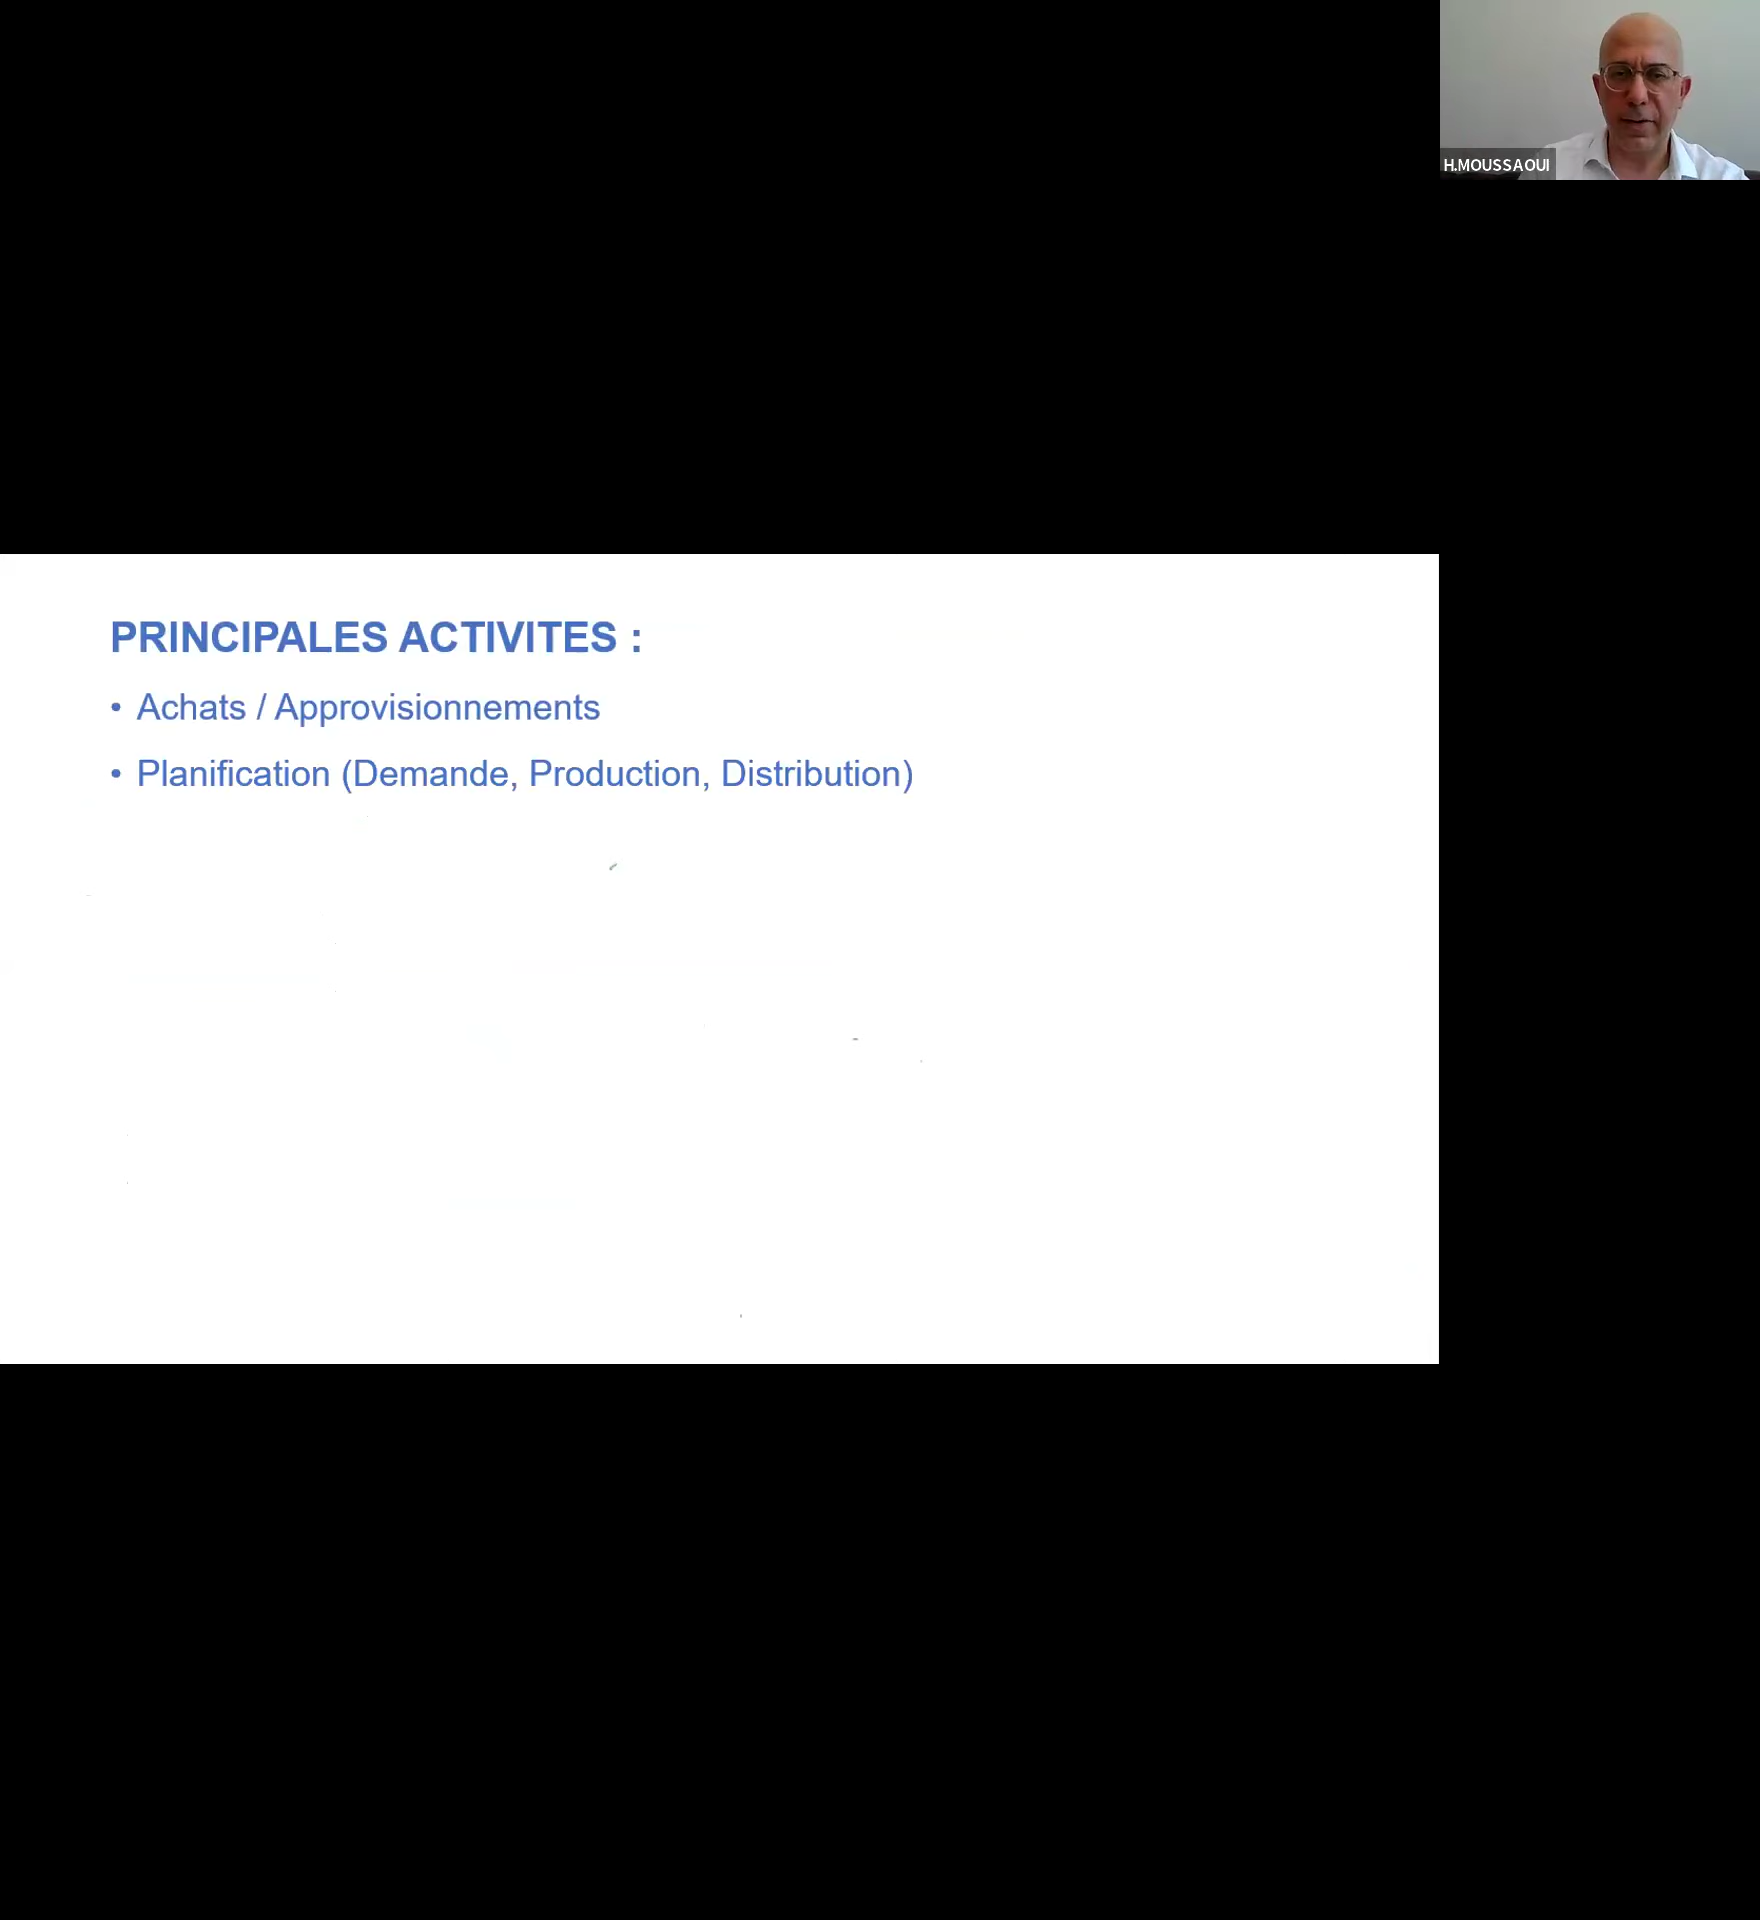 H.MOUSSAOUI
PRINCIPALES ACTIVITES :
• Achats / Approvisionnements
• Planification (Demande, Production, Distribution)